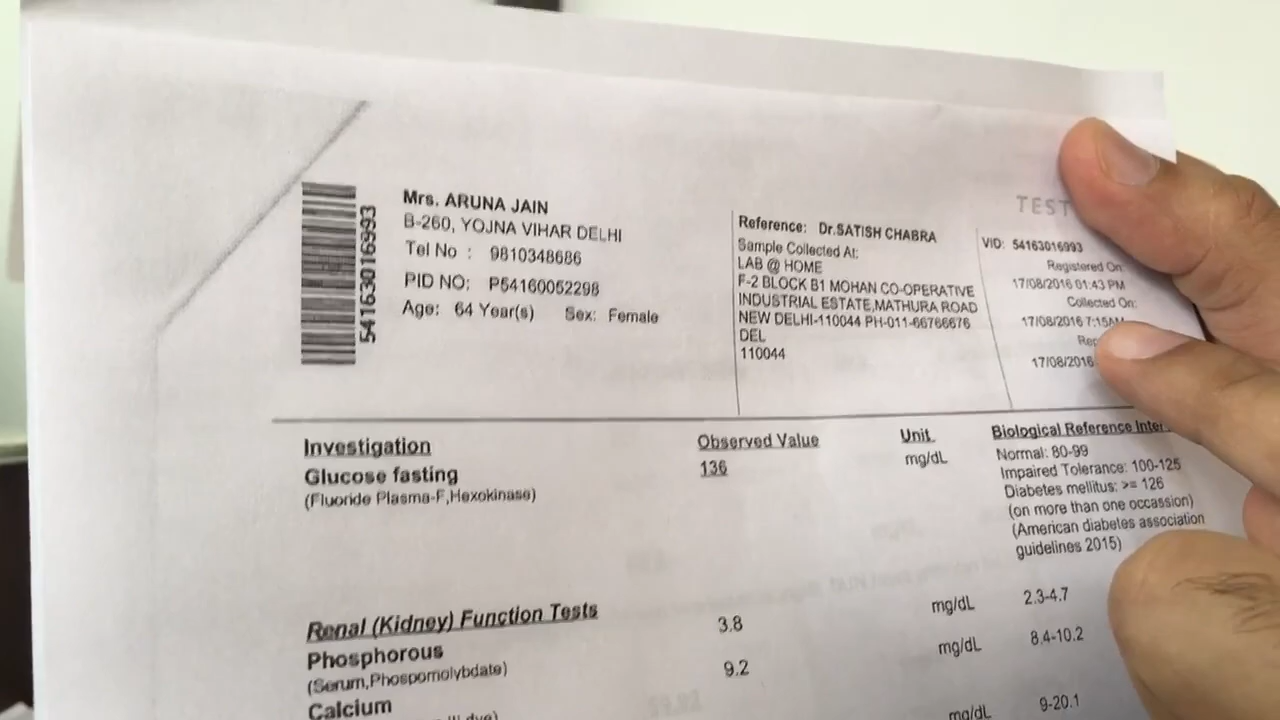 54163016993
Mrs. ARUNA JAIN
B-260, YOJNA VIHAR DELHI
Tel No : 9810348686
PID NO: P54160052298
Age: 64 Year(s) Sex: Female
Reference: Dr.SATISH CHABRA
Sample Collected At:
LAB @ HOME
F-2 BLOCK B1 MOHAN CO-OPERATIVE
INDUSTRIAL ESTATE,MATHURA ROAD
NEW DELHI-110044 PH-011-66766676
DEL
110044
TEST
VID: 54163016993
Registered On:
17/08/2016 01:43 PM
Collected On:
17/08/2016 7:15AM
17/08/2016
Investigation Observed Value Unit Biological Reference
Glucose fasting 136 mg/dL Normal: 80-99
(Fluoride Plasma-F,Hexokinase)
Impaired Tolerance: 100-125
Diabetes mellitus: >= 126
(on more than one occassion)
(American diabetes association
guidelines 2015)
Renal (Kidney) Function Tests
Phosphorous 3.8 mg/dL 2.3-4.7
(Serum,Phospomolybdate)
Calcium 9.2 mg/dL 8.4-10.2
mg/dL 9-20.1